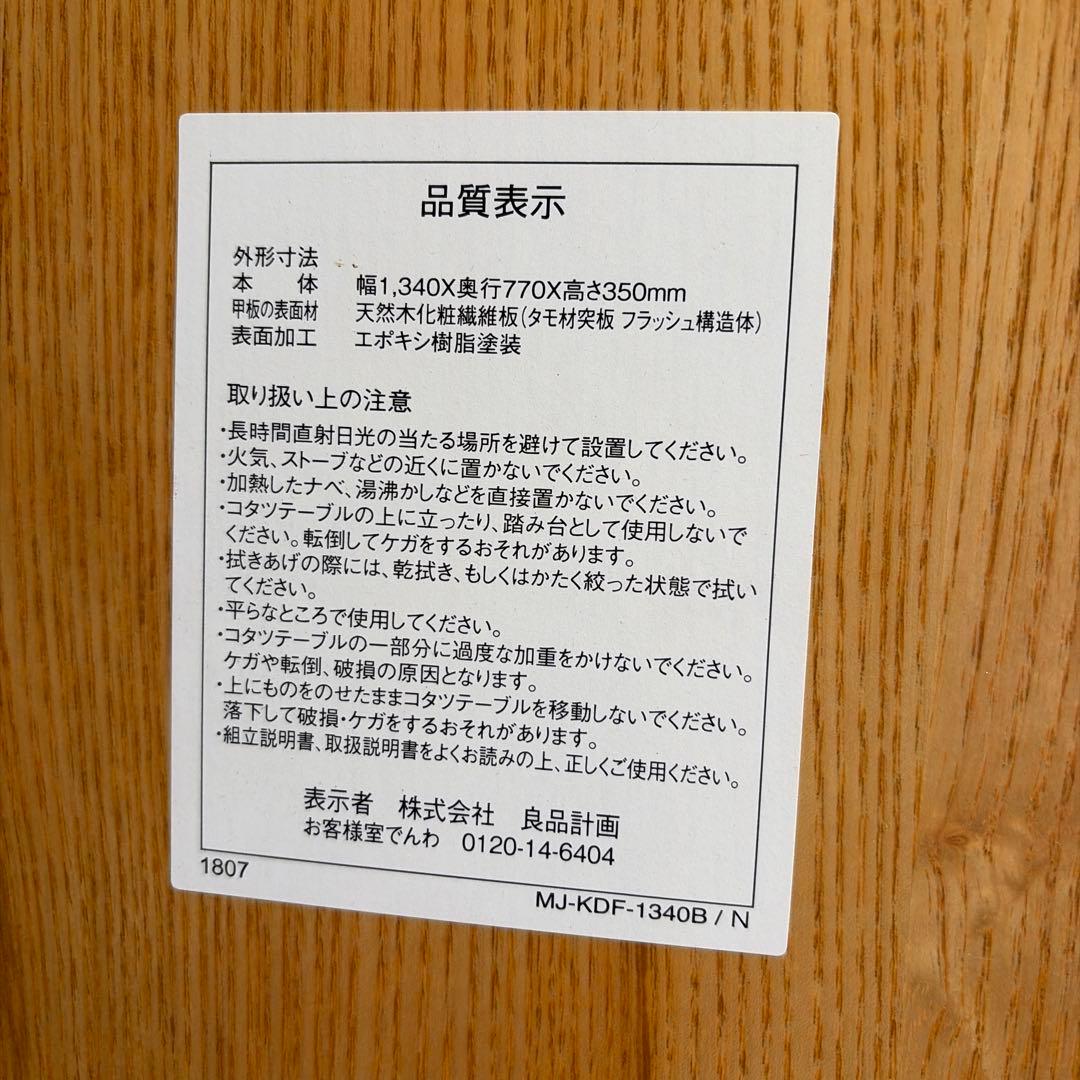 品質表示
外形寸法
本 体 幅1,340X奥行770X高さ350mm
甲板の表面材 天然木化粧繊維板(タモ材突板 フラッシュ構造体)
表面加工 エポキシ樹脂塗装
取り扱い上の注意
・長時間直射日光の当たる場所を避けて設置してください。
・火気、ストーブなどの近くに置かないでください。
・加熱したナベ、湯沸かしなどを直接置かないでください。
・コタツテーブルの上に立ったり、踏み台として使用しないで
ください。転倒してケガをするおそれがあります。
・拭きあげの際には、乾拭き、もしくはかたく絞った状態で拭い
てください。
・平らなところで使用してください。
・コタツテーブルの一部分に過度な加重をかけないでください。
ケガや転倒、破損の原因となります。
・上にものをのせたままコタツテーブルを移動しないでください。
落下して破損・ケガをするおそれがあります。
・組立説明書、取扱説明書をよくお読みの上、正しくご使用ください。
表示者 株式会社 良品計画
お客様室でんわ 0120-14-6404
1807
MJ-KDF-1340B / N